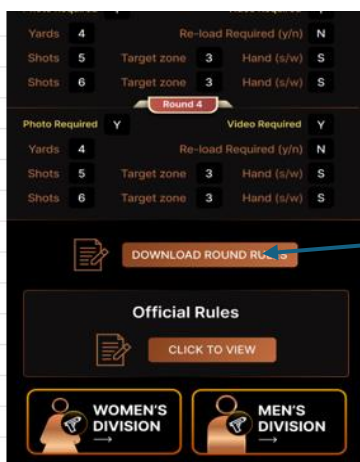 Yards 4 Re-load Required (y/n) N
Shots 5 Target zone 3 Hand (s/w) S
Shots 6 Target zone 3 Hand (s/w) S
Round 4
Photo Required Y Video Required Y
Yards 4 Re-load Required (y/n) N
Shots 5 Target zone 3 Hand (s/w) S
Shots 6 Target zone 3 Hand (s/w) S
DOWNLOAD ROUND RULES
Official Rules
CLICK TO VIEW
WOMEN'S DIVISION →
MEN'S DIVISION →